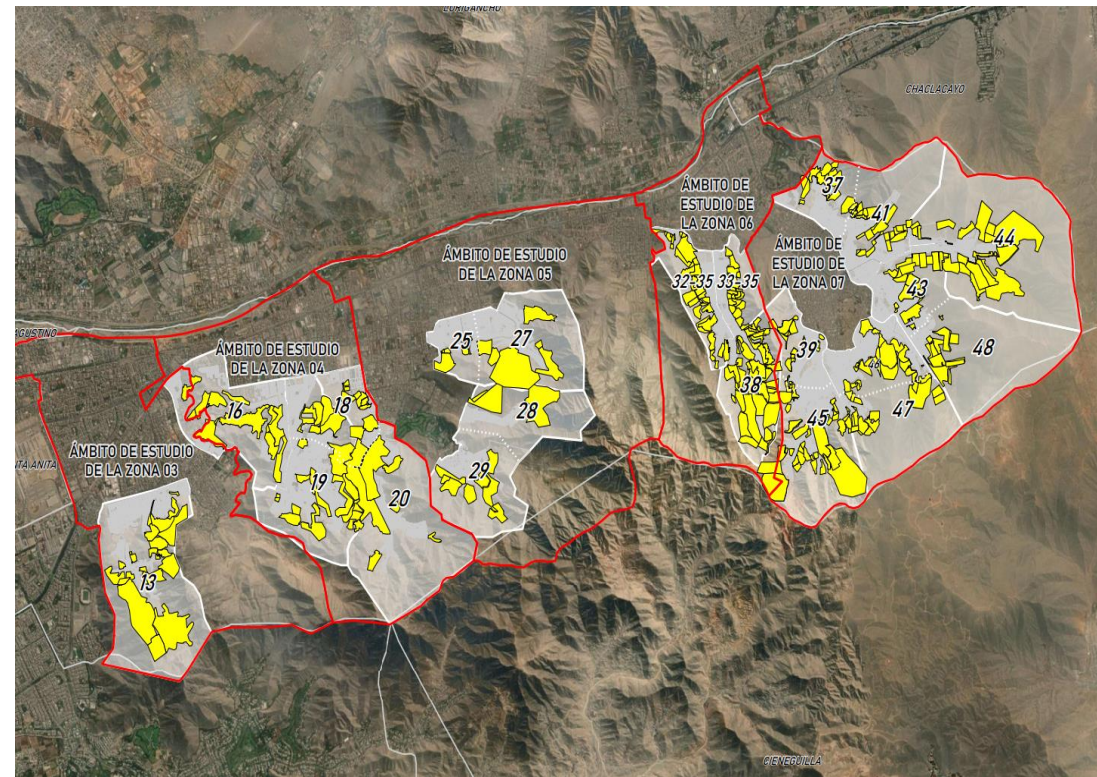 LURIGANCHO
CHACLACAYO
ÁMBITO DE
ESTUDIO DE
LA ZONA 06
37
41
44
ÁMBITO DE ESTUDIO
DE LA ZONA 05
ÁMBITO DE
ESTUDIO DE
LA ZONA 07
32-35
33-35
43
AGUSTINO
ÁMBITO DE ESTUDIO
DE LA ZONA 04
25
27
39
48
46
38
16
18
28
47
45
ÁMBITO DE ESTUDIO
DE LA ZONA 03
NTA ANITA
19
20
29
13
CIENEGUILLA